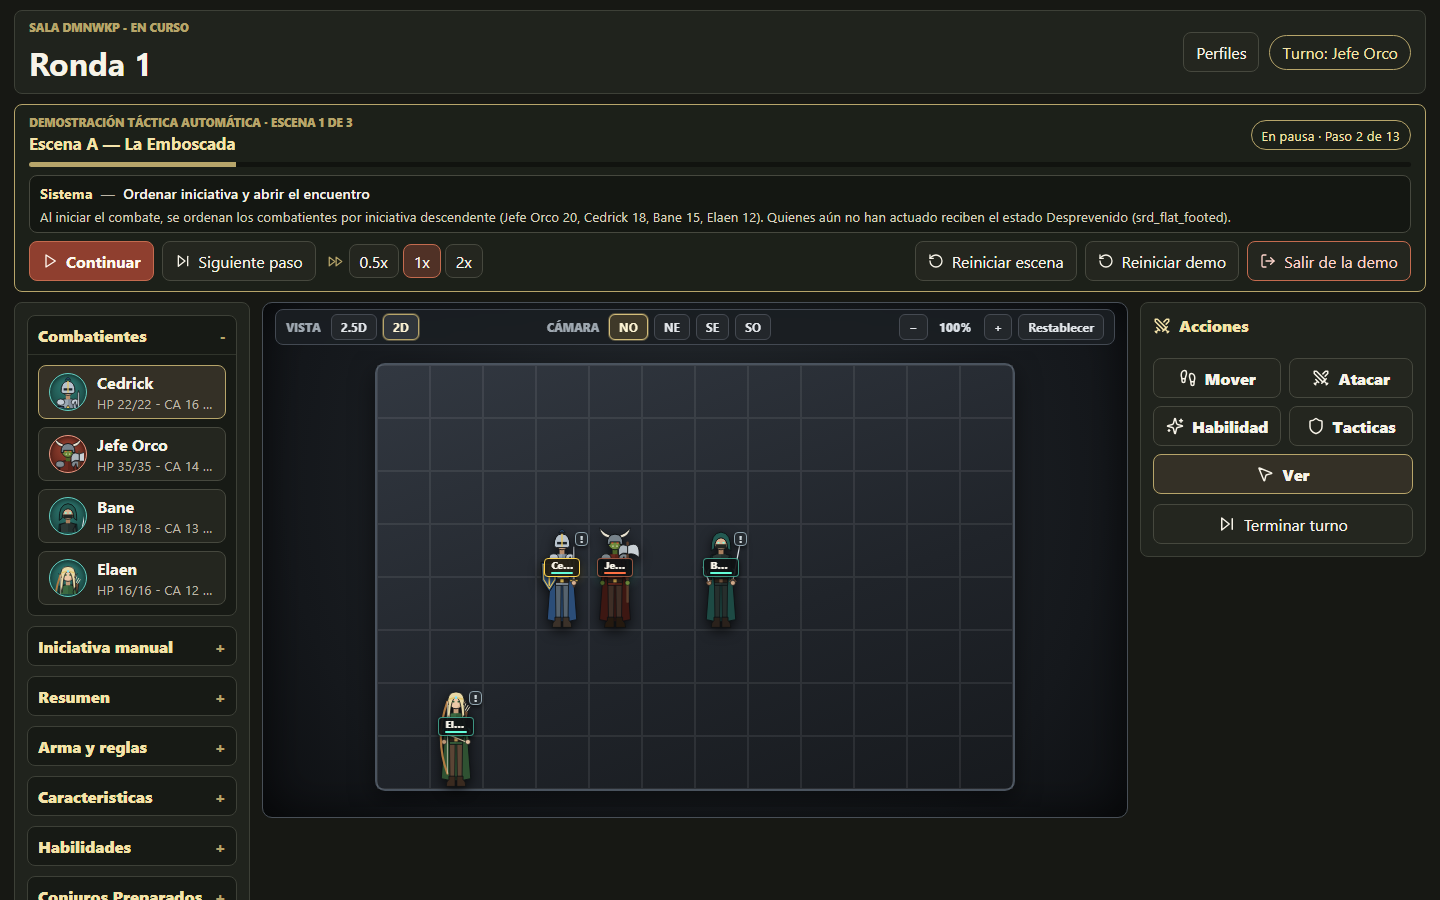 SALA DMNWKP - EN CURSO
Ronda 1
Perfiles
Turno: Jefe Orco
DEMOSTRACIÓN TÁCTICA AUTOMÁTICA · ESCENA 1 DE 3
Escena A — La Emboscada
En pausa · Paso 2 de 13
Sistema — Ordenar iniciativa y abrir el encuentro
Al iniciar el combate, se ordenan los combatientes por iniciativa descendente (Jefe Orco 20, Cedrick 18, Bane 15, Elaen 12). Quienes aún no han actuado reciben el estado Desprevenido (srd_flat_footed).
Continuar
Siguiente paso
0.5x
1x
2x
Reiniciar escena
Reiniciar demo
Salir de la demo
Combatientes -
Cedrick
HP 22/22 - CA 16 ...
Jefe Orco
HP 35/35 - CA 14 ...
Bane
HP 18/18 - CA 13 ...
Elaen
HP 16/16 - CA 12 ...
Iniciativa manual +
Resumen +
Arma y reglas +
Caracteristicas +
Habilidades +
Conjuros Preparados +
VISTA
2.5D
2D
CÁMARA
NO
NE
SE
SO
−
100%
+
Restablecer
!
Ce...
Je...
!
B...
!
El...
Acciones
Mover
Atacar
Habilidad
Tacticas
Ver
Terminar turno